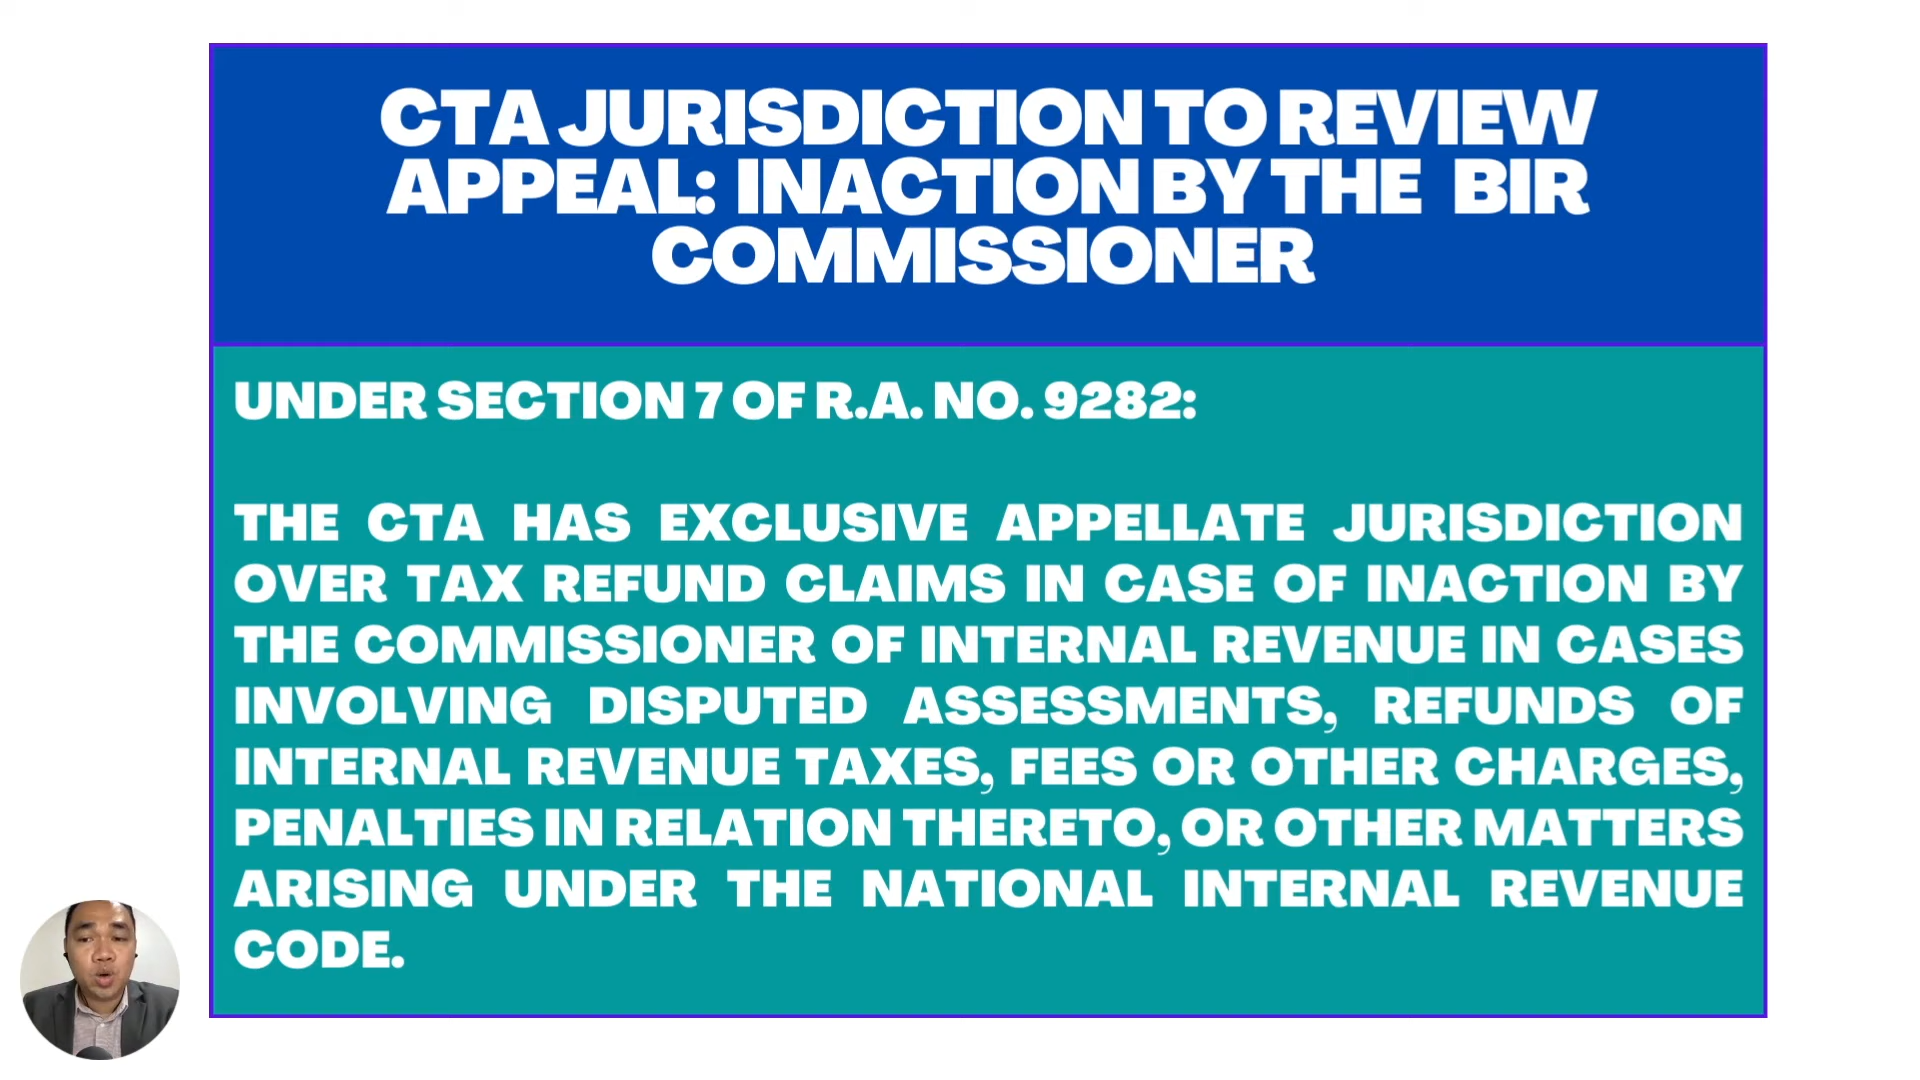 CTA JURISDICTION TO REVIEW
APPEAL: INACTION BY THE BIR
COMMISSIONER
UNDER SECTION 7 OF R.A. NO. 9282:
THE CTA HAS EXCLUSIVE APPELLATE JURISDICTION
OVER TAX REFUND CLAIMS IN CASE OF INACTION BY
THE COMMISSIONER OF INTERNAL REVENUE IN CASES
INVOLVING DISPUTED ASSESSMENTS, REFUNDS OF
INTERNAL REVENUE TAXES, FEES OR OTHER CHARGES,
PENALTIES IN RELATION THERETO, OR OTHER MATTERS
ARISING UNDER THE NATIONAL INTERNAL REVENUE
CODE.